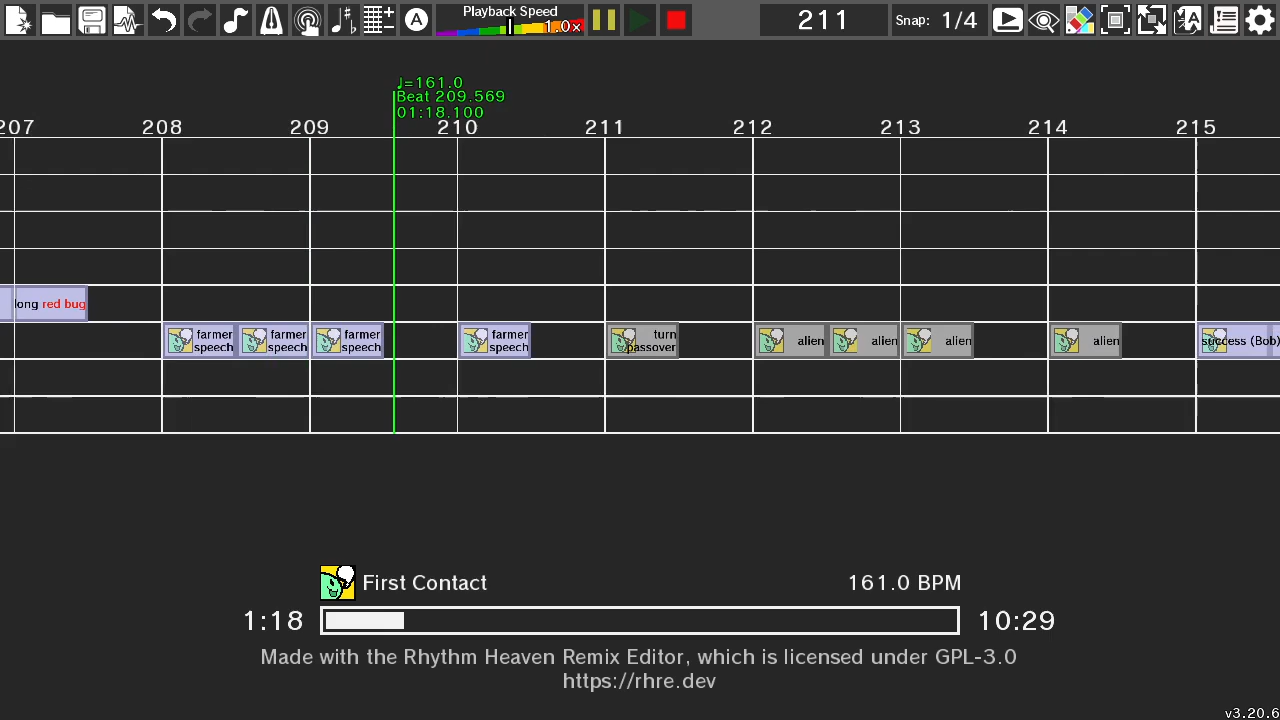 Playback Speed
A 1.0x 211 Snap: 1/4 A
♩=161.0
Beat 209.569
01:18.100
207 208 209 210 211 212 213 214 215
long red bug
farmer speech farmer speech farmer speech farmer speech turn passover alien alien alien alien success (Bob)
First Contact 161.0 BPM
1:18 10:29
Made with the Rhythm Heaven Remix Editor, which is licensed under GPL-3.0
https://rhre.dev
v3.20.6